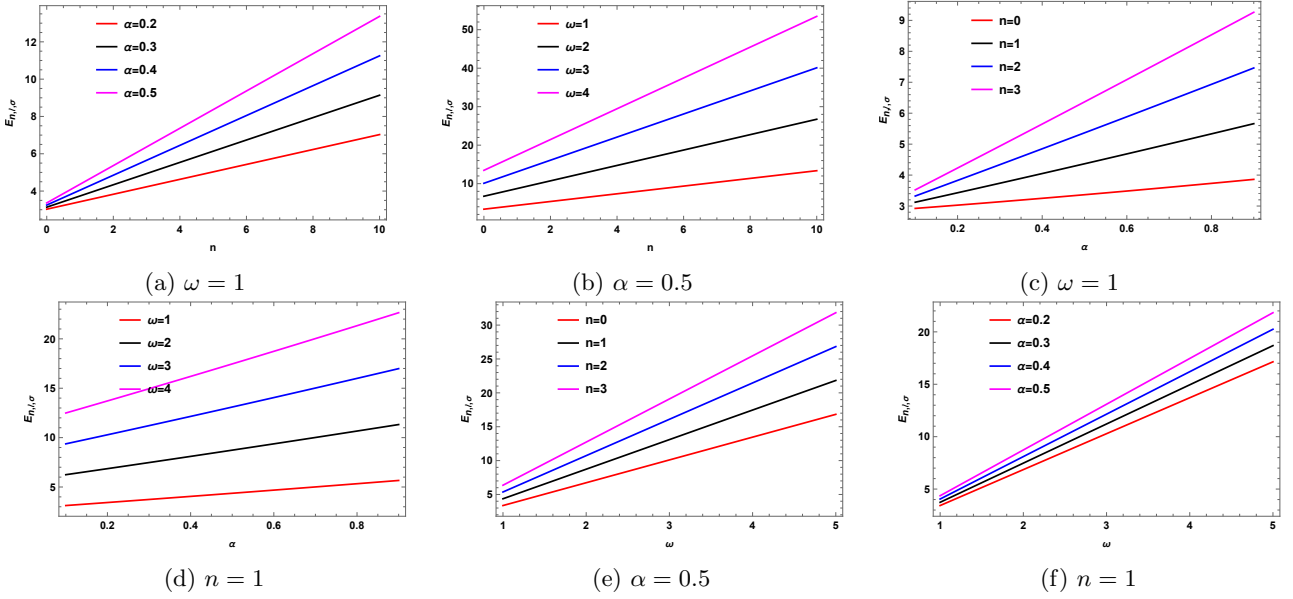 α=0.2
α=0.3
α=0.4
α=0.5
E_{n,l,σ}
4
6
8
10
12
0
2
4
6
8
10
n
(a) ω = 1
ω=1
ω=2
ω=3
ω=4
E_{n,l,σ}
10
20
30
40
50
0
2
4
6
8
10
n
(b) α = 0.5
n=0
n=1
n=2
n=3
E_{n,l,σ}
3
4
5
6
7
8
9
0.2
0.4
0.6
0.8
α
(c) ω = 1
ω=1
ω=2
ω=3
ω=4
E_{n,l,σ}
5
10
15
20
0.2
0.4
0.6
0.8
α
(d) n = 1
n=0
n=1
n=2
n=3
E_{n,l,σ}
5
10
15
20
25
30
1
2
3
4
5
ω
(e) α = 0.5
α=0.2
α=0.3
α=0.4
α=0.5
E_{n,l,σ}
5
10
15
20
1
2
3
4
5
ω
(f) n = 1